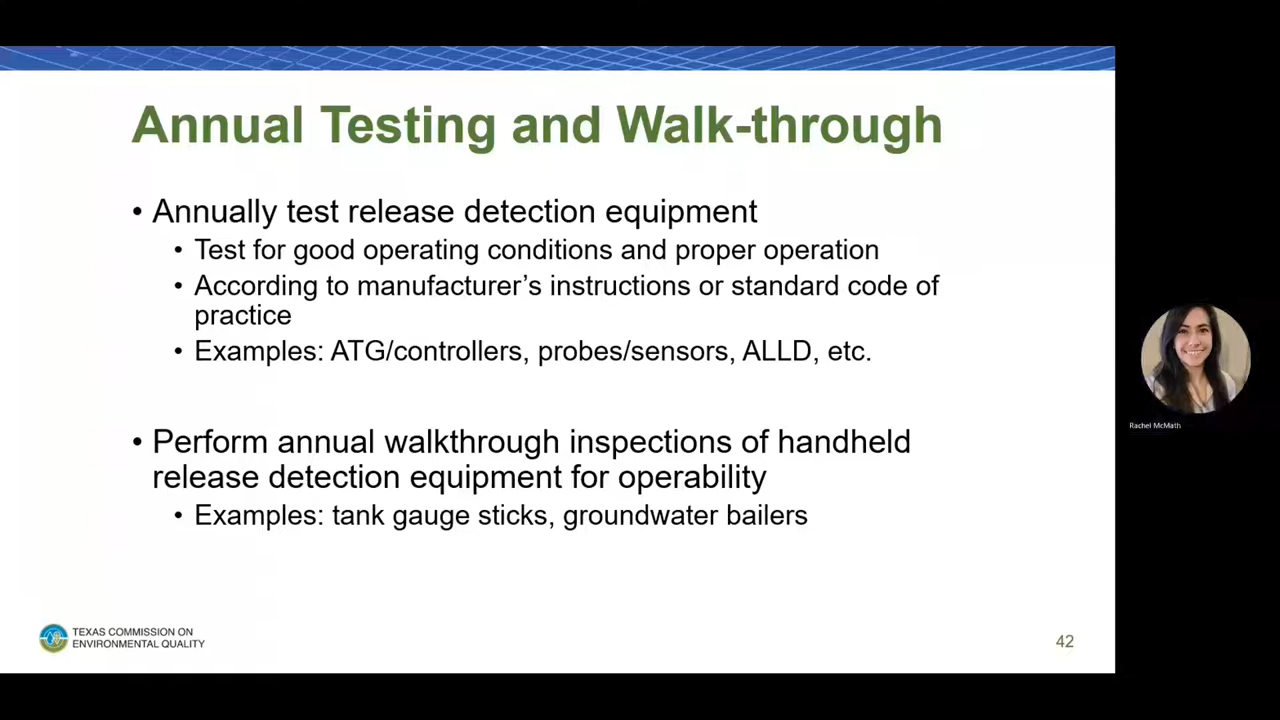 Annual Testing and Walk-through
• Annually test release detection equipment
• Test for good operating conditions and proper operation
• According to manufacturer’s instructions or standard code of
practice
• Examples: ATG/controllers, probes/sensors, ALLD, etc.
• Perform annual walkthrough inspections of handheld
release detection equipment for operability
• Examples: tank gauge sticks, groundwater bailers
TEXAS COMMISSION ON
ENVIRONMENTAL QUALITY
42
Rachel McMath